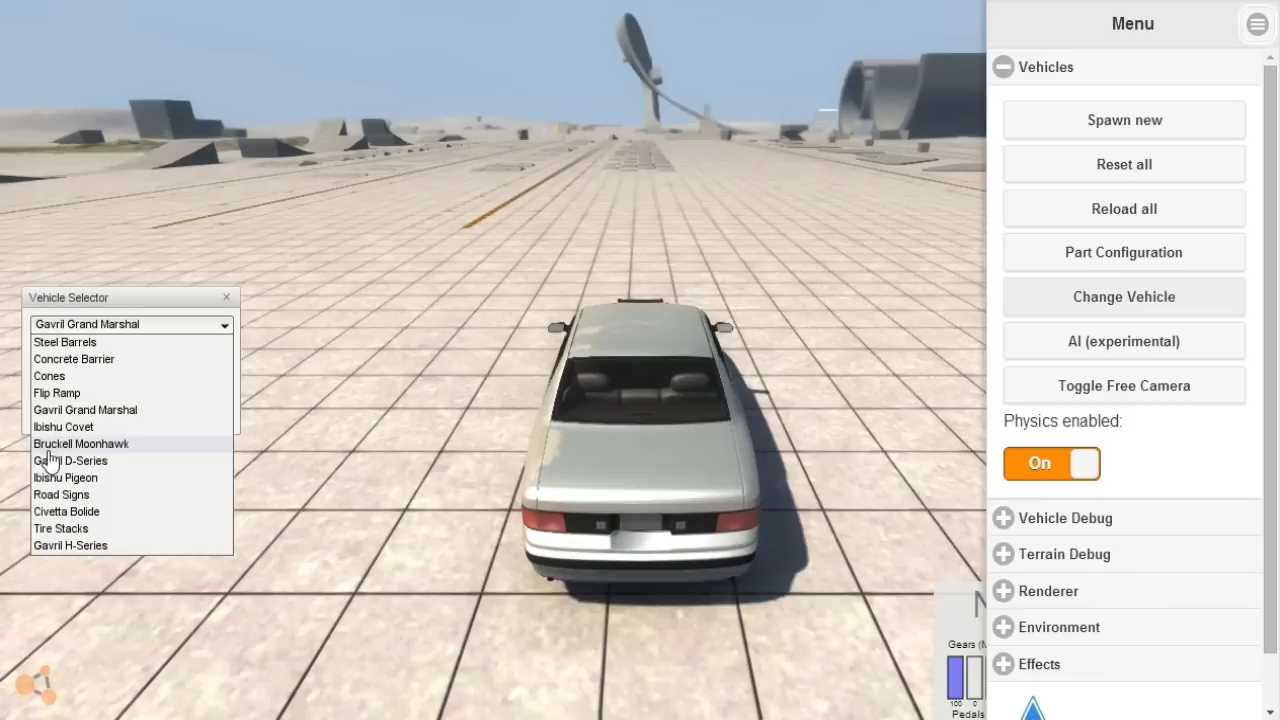 Menu
Vehicles
Spawn new
Reset all
Reload all
Part Configuration
Change Vehicle
AI (experimental)
Toggle Free Camera
Physics enabled:
On
Vehicle Debug
Terrain Debug
Renderer
Environment
Effects
Vehicle Selector
Gavril Grand Marshal
Steel Barrels
Concrete Barrier
Cones
Flip Ramp
Gavril Grand Marshal
Ibishu Covet
Bruckell Moonhawk
D-Series
Ibishu Pigeon
Road Signs
Civetta Bolide
Tire Stacks
Gavril H-Series
N
Gears (M
100 0
Pedals